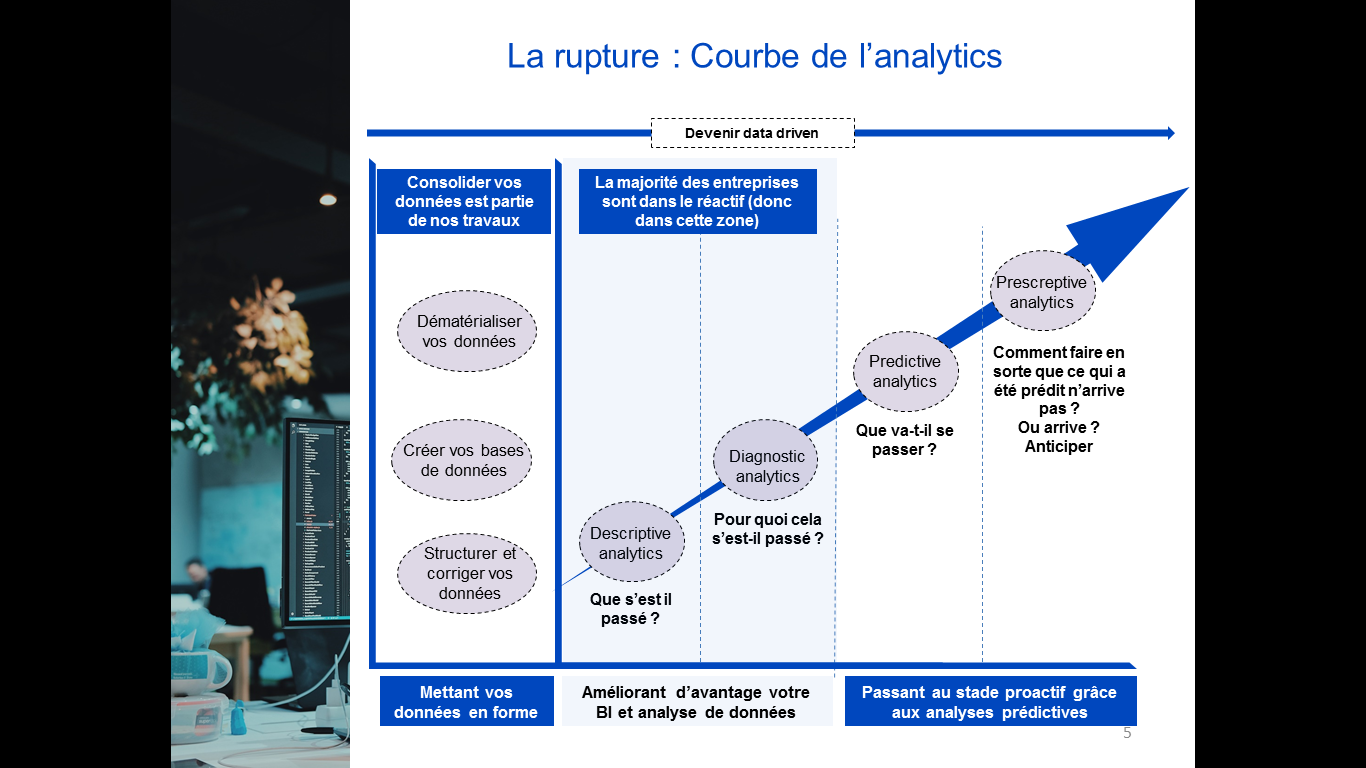 La rupture : Courbe de l’analytics
Devenir data driven
Consolider vos
données est partie
de nos travaux
La majorité des entreprises
sont dans le réactif (donc
dans cette zone)
Dématérialiser
vos données
Créer vos bases
de données
Structurer et
corriger vos
données
Descriptive
analytics
Que s’est il
passé ?
Diagnostic
analytics
Pour quoi cela
s’est-il passé ?
Predictive
analytics
Que va-t-il se
passer ?
Prescreptive
analytics
Comment faire en
sorte que ce qui a
été prédit n’arrive
pas ?
Ou arrive ?
Anticiper
Mettant vos
données en forme
Améliorant d’avantage votre
BI et analyse de données
Passant au stade proactif grâce
aux analyses prédictives
5